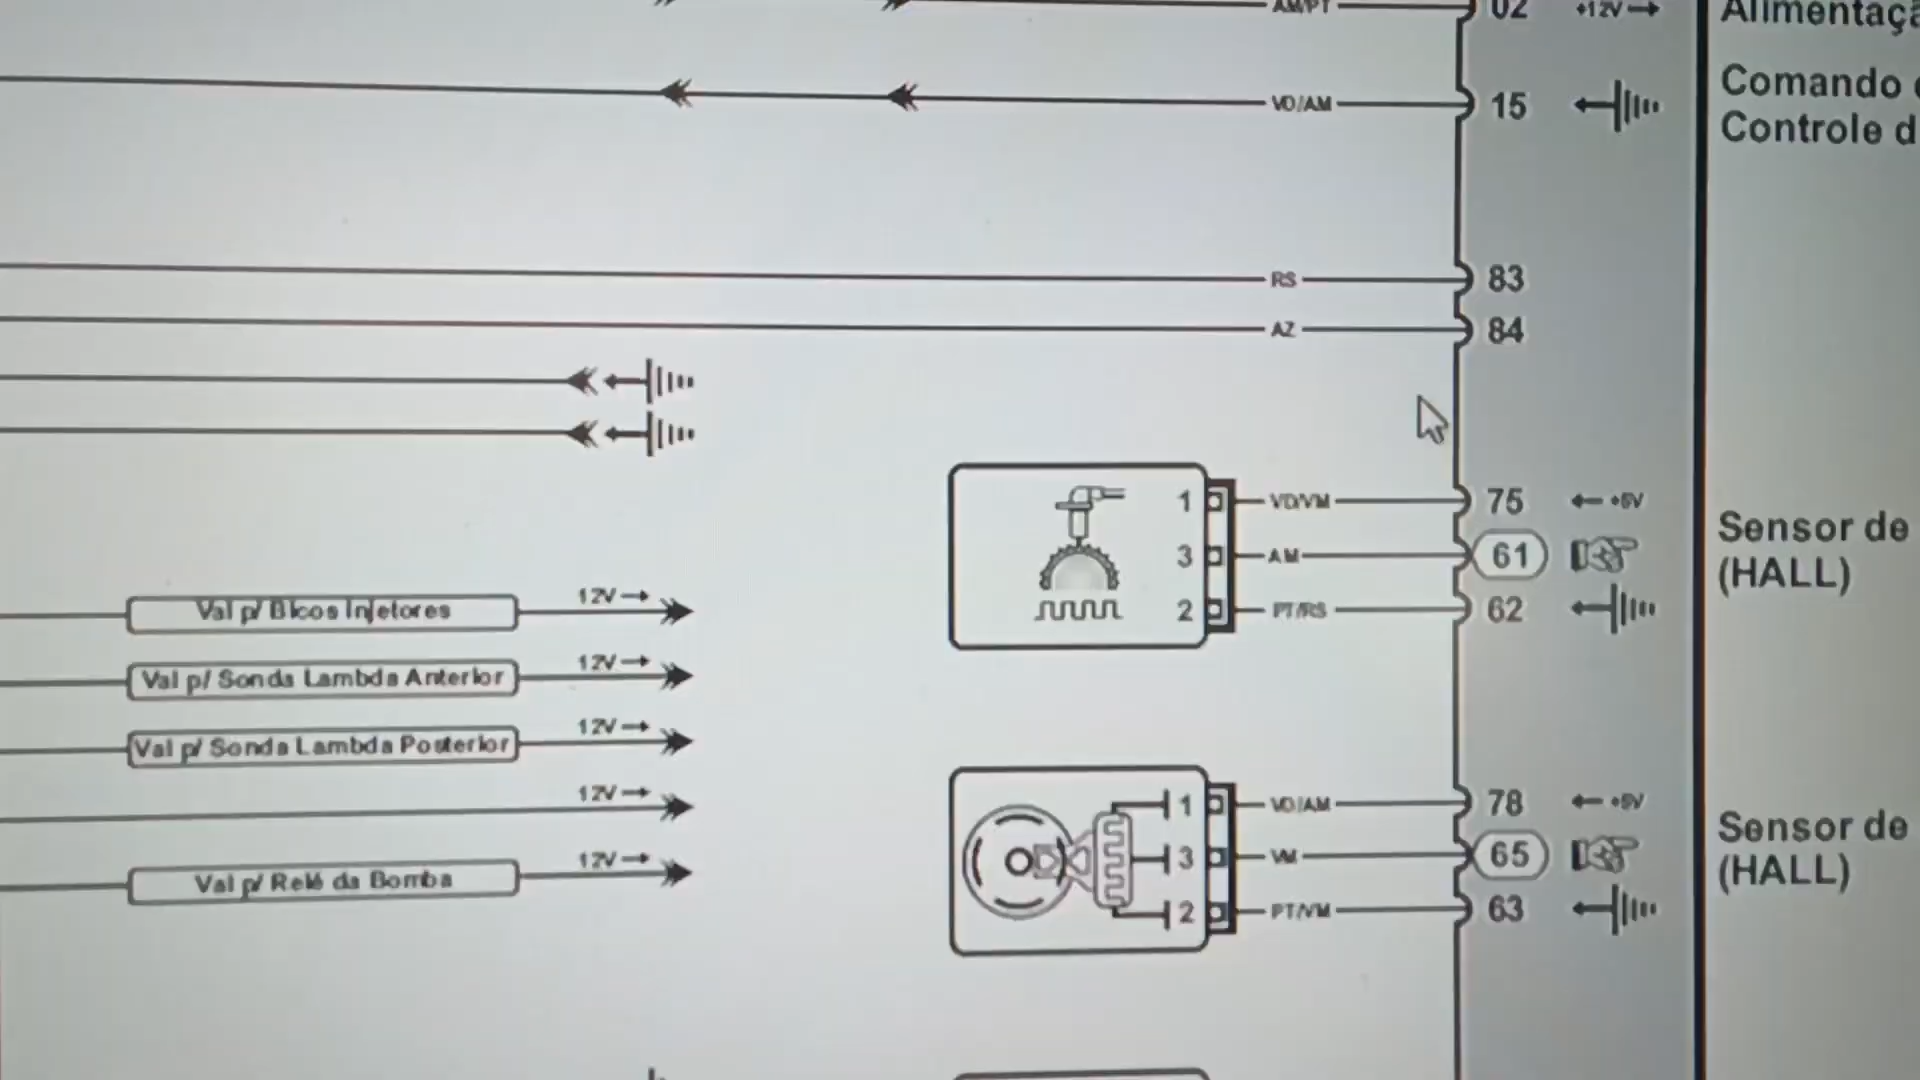 AM/PT 02 +12V Alimentaç
VD/AM 15 Comando
Controle d
RS 83
AZ 84
1 VD/VM 75 +5V
3 AM 61
2 PT/RS 62
Sensor de
(HALL)
Val p/ Bicos Injetores 12V
Val p/ Sonda Lambda Anterior 12V
Val p/ Sonda Lambda Posterior 12V
12V
Val p/ Relé da Bomba 12V
1 VD/AM 78 +5V
3 VM 65
2 PT/VM 63
Sensor de
(HALL)